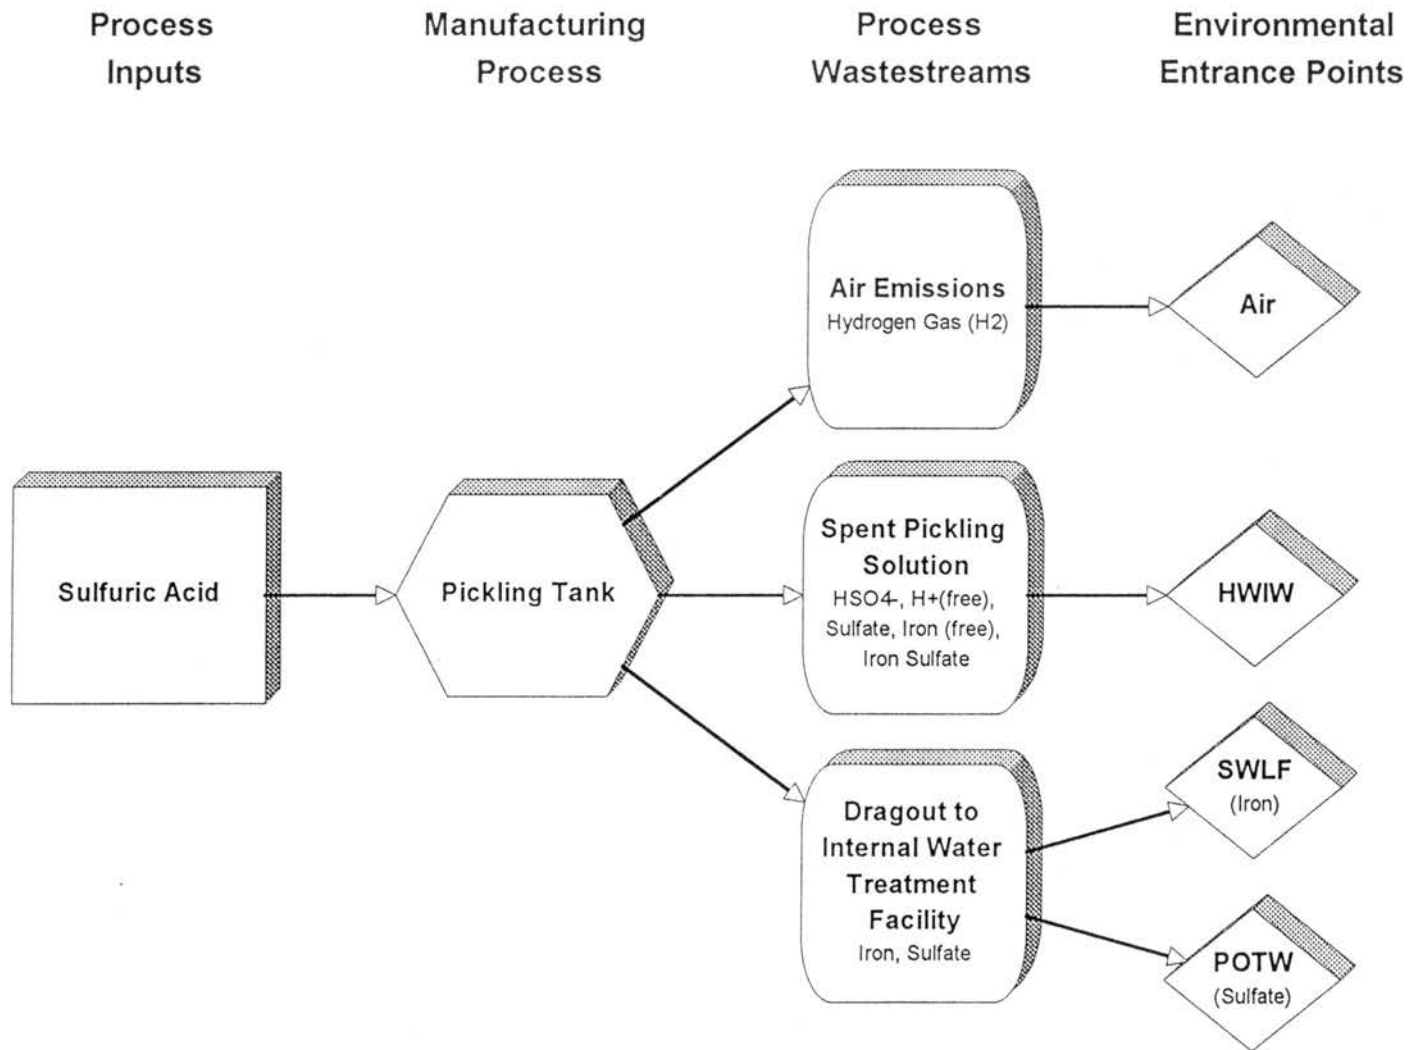 Process
Inputs
Manufacturing
Process
Process
Wastestreams
Environmental
Entrance Points
Sulfuric Acid
Pickling Tank
Air Emissions
Hydrogen Gas (H2)
Air
Spent Pickling
Solution
HSO4-, H+(free),
Sulfate, Iron (free),
Iron Sulfate
HWIW
Dragout to
Internal Water
Treatment
Facility
Iron, Sulfate
SWLF
(Iron)
POTW
(Sulfate)